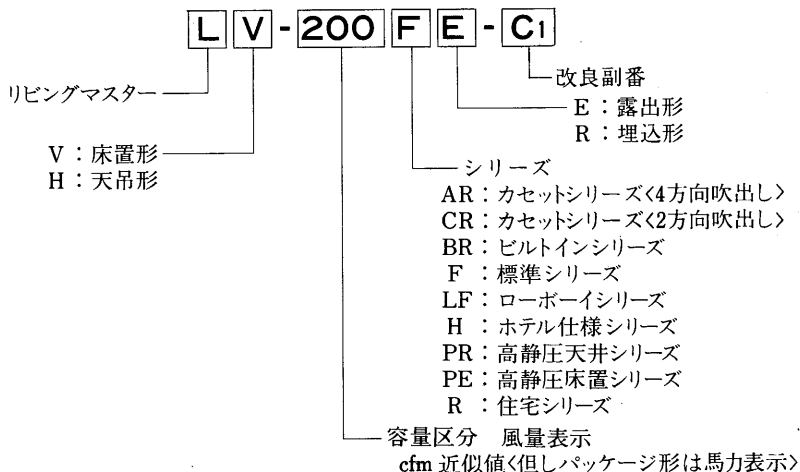 LV-200FE-C1
改良副番
リビングマスター
E：露出形
R：埋込形
V：床置形
H：天吊形
シリーズ
AR：カセットシリーズ〈4方向吹出し〉
CR：カセットシリーズ〈2方向吹出し〉
BR：ビルトインシリーズ
F：標準シリーズ
LF：ローボーイシリーズ
H：ホテル仕様シリーズ
PR：高静圧天井シリーズ
PE：高静圧床置シリーズ
R：住宅シリーズ
容量区分　風量表示
cfm 近似値〈但しパッケージ形は馬力表示〉